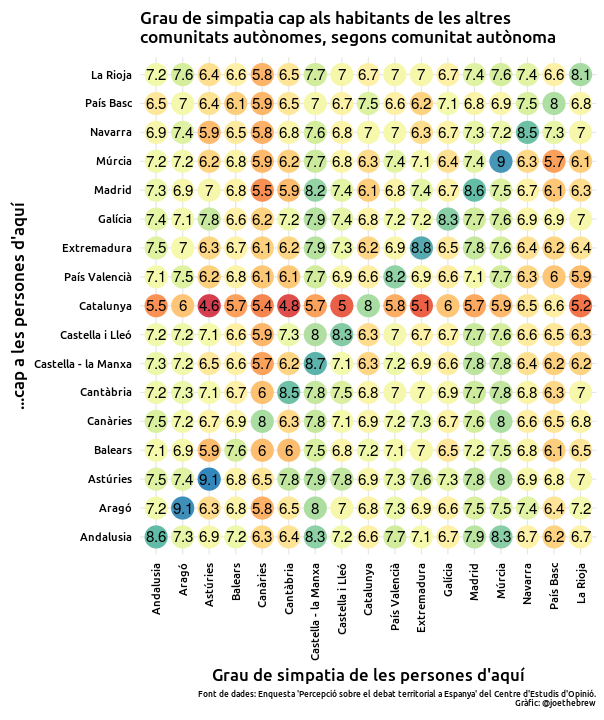 Grau de simpatia cap als habitants de les altres
comunitats autònomes, segons comunitat autònoma
...cap a les persones d'aquí
La Rioja 7.2 7.6 6.4 6.6 5.8 6.5 7.7 7 6.7 7 7 6.7 7.4 7.6 7.4 6.6 8.1
País Basc 6.5 7 6.4 6.1 5.9 6.5 7 6.7 7.5 6.6 6.2 7.1 6.8 6.9 7.5 8 6.8
Navarra 6.9 7.4 5.9 6.5 5.8 6.8 7.6 6.8 7 7 6.3 6.7 7.3 7.2 8.5 7.3 7
Múrcia 7.2 7.2 6.2 6.8 5.9 6.2 7.7 6.8 6.3 7.4 7.1 6.4 7.4 9 6.3 5.7 6.1
Madrid 7.3 6.9 7 6.8 5.5 5.9 8.2 7.4 6.1 6.8 7.4 6.7 8.6 7.5 6.7 6.1 6.3
Galícia 7.4 7.1 7.8 6.6 6.2 7.2 7.9 7.4 6.8 7.2 7.2 8.3 7.7 7.6 6.9 6.9 7
Extremadura 7.5 7 6.3 6.7 6.1 6.2 7.9 7.3 6.2 6.9 8.8 6.5 7.8 7.6 6.4 6.2 6.4
País Valencià 7.1 7.5 6.2 6.8 6.1 6.1 7.7 6.9 6.6 8.2 6.9 6.6 7.1 7.7 6.3 6 5.9
Catalunya 5.5 6 4.6 5.7 5.4 4.8 5.7 5 8 5.8 5.1 6 5.7 5.9 6.5 6.6 5.2
Castella i Lleó 7.2 7.2 7.1 6.6 5.9 7.3 8 8.3 6.3 7 6.7 6.7 7.7 7.6 6.6 6.5 6.3
Castella - la Manxa 7.3 7.2 6.5 6.6 5.7 6.2 8.7 7.1 6.3 7.2 6.9 6.6 7.8 7.8 6.4 6.2 6.2
Cantàbria 7.2 7.3 7.1 6.7 6 8.5 7.8 7.5 6.8 7 7 6.9 7.7 7.8 6.8 6.3 7
Canàries 7.5 7.2 6.7 6.9 8 6.3 7.8 7.1 6.9 7.2 7.3 6.7 7.6 8 6.6 6.5 6.8
Balears 7.1 6.9 5.9 7.6 6 6 7.5 6.8 7.2 7.1 7 6.5 7.2 7.5 6.8 6.1 6.5
Astúries 7.5 7.4 9.1 6.8 6.5 7.8 7.9 7.8 6.9 7.3 7.6 7.3 7.8 8 6.9 6.8 7
Aragó 7.2 9.1 6.3 6.8 5.8 6.5 8 7 6.8 7.3 6.9 6.6 7.5 7.5 7.4 6.4 7.2
Andalusia 8.6 7.3 6.9 7.2 6.3 6.4 8.3 7.2 6.6 7.7 7.1 6.7 7.9 8.3 6.7 6.2 6.7
Andalusia
Aragó
Astúries
Balears
Canàries
Cantàbria
Castella - la Manxa
Castella i Lleó
Catalunya
País Valencià
Extremadura
Galícia
Madrid
Múrcia
Navarra
País Basc
La Rioja
Grau de simpatia de les persones d'aquí
Font de dades: Enquesta 'Percepció sobre el debat territorial a Espanya' del Centre d'Estudis d'Opinió.
Gràfic: @joethebrew